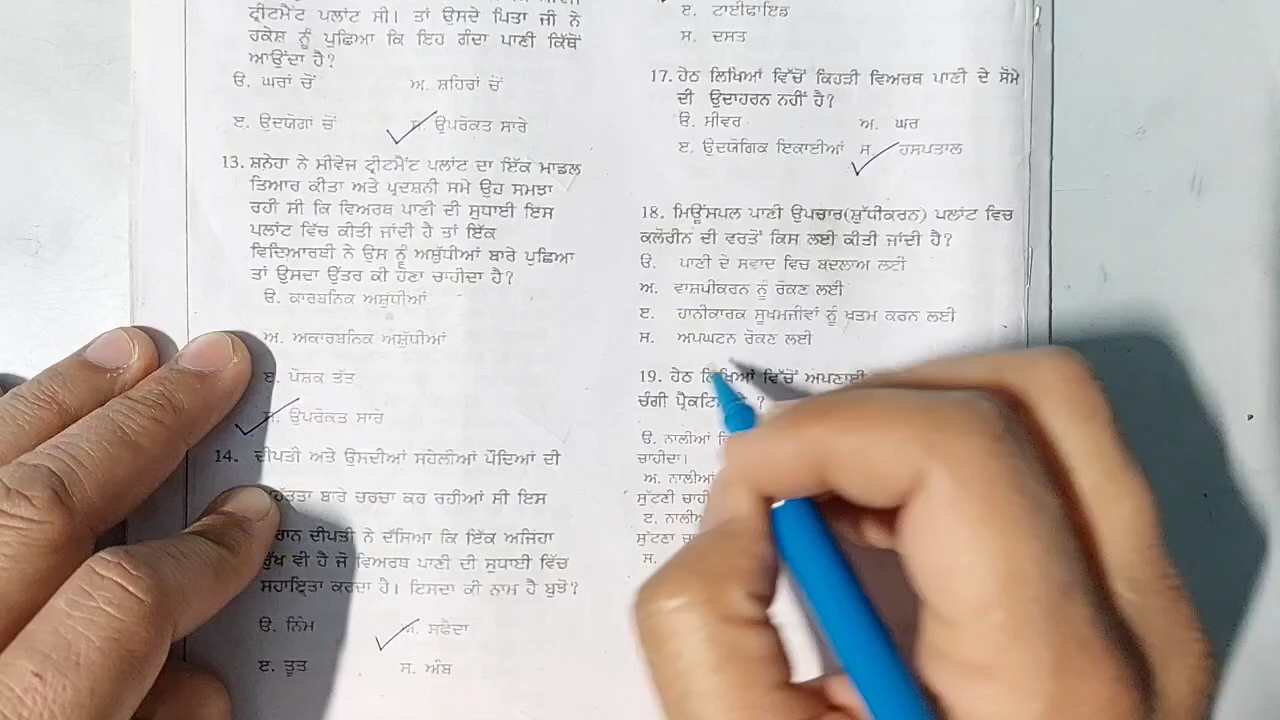 ਟ੍ਰੀਟਮੈਂਟ ਪਲਾਂਟ ਸੀ। ਤਾਂ ਉਸਦੇ ਪਿਤਾ ਜੀ ਨੇ
ਰਕੇਸ਼ ਨੂੰ ਪੁਛਿਆ ਕਿ ਇਹ ਗੰਦਾ ਪਾਣੀ ਕਿੱਥੋਂ
ਆਉਂਦਾ ਹੈ?
ੳ. ਘਰਾਂ ਚੋਂ ਅ. ਸ਼ਹਿਰਾਂ ਚੋਂ
ੲ. ਉਦਯੋਗਾਂ ਚੋਂ ਸ. ਉਪਰੋਕਤ ਸਾਰੇ
13. ਸ਼ਨੇਹਾ ਨੇ ਸੀਵੇਜ ਟ੍ਰੀਟਮੈਂਟ ਪਲਾਂਟ ਦਾ ਇੱਕ ਮਾਡਲ
ਤਿਆਰ ਕੀਤਾ ਅਤੇ ਪ੍ਰਦਸ਼ਨੀ ਸਮੇ ਉਹ ਸਮਝਾ
ਰਹੀ ਸੀ ਕਿ ਵਿਅਰਥ ਪਾਣੀ ਦੀ ਸੁਧਾਈ ਇਸ
ਪਲਾਂਟ ਵਿੱਚ ਕੀਤੀ ਜਾਂਦੀ ਹੈ ਤਾਂ ਇੱਕ
ਵਿਦਿਆਰਥੀ ਨੇ ਉਸ ਨੂੰ ਅਸ਼ੁੱਧੀਆਂ ਬਾਰੇ ਪੁਛਿਆ
ਤਾਂ ਉਸਦਾ ਉੱਤਰ ਕੀ ਹੋਣਾ ਚਾਹੀਦਾ ਹੈ?
ੳ. ਕਾਰਬਨਿਕ ਅਸ਼ੁੱਧੀਆਂ
ਅ. ਅਕਾਰਬਨਿਕ ਅਸ਼ੁੱਧੀਆਂ
ੲ. ਪੋਸ਼ਕ ਤੱਤ
ਸ. ਉਪਰੋਕਤ ਸਾਰੇ
14. ਦੀਪਤੀ ਅਤੇ ਉਸਦੀਆਂ ਸਹੇਲੀਆਂ ਪੌਦਿਆਂ ਦੀ
ਬਾਰੇ ਚਰਚਾ ਕਰ ਰਹੀਆਂ ਸੀ ਇਸ
ਦੀਪਤੀ ਨੇ ਦੱਸਿਆ ਕਿ ਇੱਕ ਅਜਿਹਾ
ਰੁੱਖ ਵੀ ਹੈ ਜੋ ਵਿਅਰਥ ਪਾਣੀ ਦੀ ਸੁਧਾਈ ਵਿੱਚ
ਸਹਾਇਤਾ ਕਰਦਾ ਹੈ। ਇਸਦਾ ਕੀ ਨਾਮ ਹੈ ਬੁਝੋ?
ੳ. ਨਿੰਮ ਅ. ਸਫੈਦਾ
ੲ. ਤੂਤ ਸ. ਅੰਬ
ੲ. ਟਾਈਫਾਇਡ
ਸ. ਦਸਤ
17. ਹੇਠ ਲਿਖਿਆਂ ਵਿੱਚੋਂ ਕਿਹੜੀ ਵਿਅਰਥ ਪਾਣੀ ਦੇ ਸੋਮੇ
ਦੀ ਉਦਾਹਰਨ ਨਹੀਂ ਹੈ?
ੳ. ਸੀਵਰ ਅ. ਘਰ
ੲ. ਉਦਯੋਗਿਕ ਇਕਾਈਆਂ ਸ. ਹਸਪਤਾਲ
18. ਮਿਊਂਸਪਲ ਪਾਣੀ ਉਪਚਾਰ(ਸ਼ੁੱਧੀਕਰਨ) ਪਲਾਂਟ ਵਿਚ
ਕਲੋਰੀਨ ਦੀ ਵਰਤੋਂ ਕਿਸ ਲਈ ਕੀਤੀ ਜਾਂਦੀ ਹੈ?
ੳ. ਪਾਣੀ ਦੇ ਸਵਾਦ ਵਿਚ ਬਦਲਾਅ ਲਈ
ਅ. ਵਾਸ਼ਪੀਕਰਨ ਨੂੰ ਰੋਕਣ ਲਈ
ੲ. ਹਾਨੀਕਾਰਕ ਸੂਖਮਜੀਵਾਂ ਨੂੰ ਖ਼ਤਮ ਕਰਨ ਲਈ
ਸ. ਅਪਘਟਨ ਰੋਕਣ ਲਈ
19. ਹੇਠ ਲਿਖਿਆਂ ਵਿੱਚੋਂ ਅਪਣਾਈ
ਚੰਗੀ ?
ੳ. ਨਾਲੀਆਂ
ਚਾਹੀਦਾ।
ਅ. ਨਾਲੀਆਂ
ਸੁੱਟਣੀ
ੲ.
ਸੁੱਟਣਾ
ਸ.